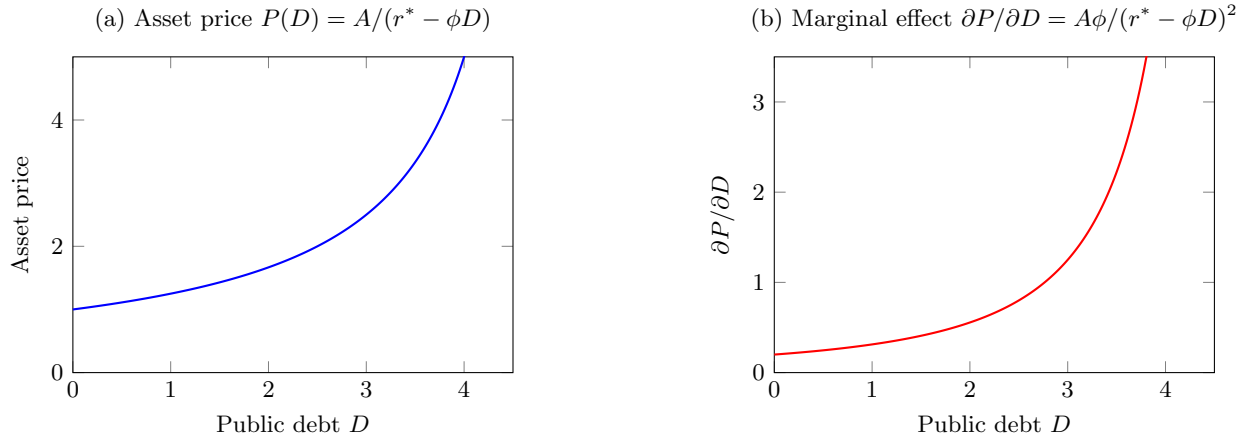 (a) Asset price P(D) = A/(r* − ϕD)
Asset price
4
2
0
0 1 2 3 4
Public debt D
(b) Marginal effect ∂P/∂D = Aϕ/(r* − ϕD)²
∂P/∂D
3
2
1
0
0 1 2 3 4
Public debt D